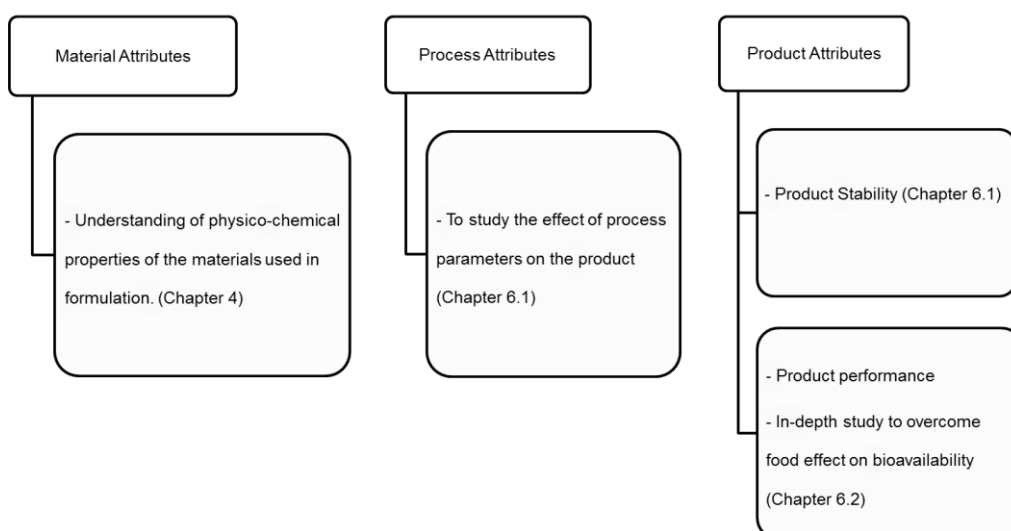 Material Attributes
- Understanding of physico-chemical
properties of the materials used in
formulation. (Chapter 4)
Process Attributes
- To study the effect of process
parameters on the product
(Chapter 6.1)
Product Attributes
- Product Stability (Chapter 6.1)
- Product performance
- In-depth study to overcome
food effect on bioavailability
(Chapter 6.2)